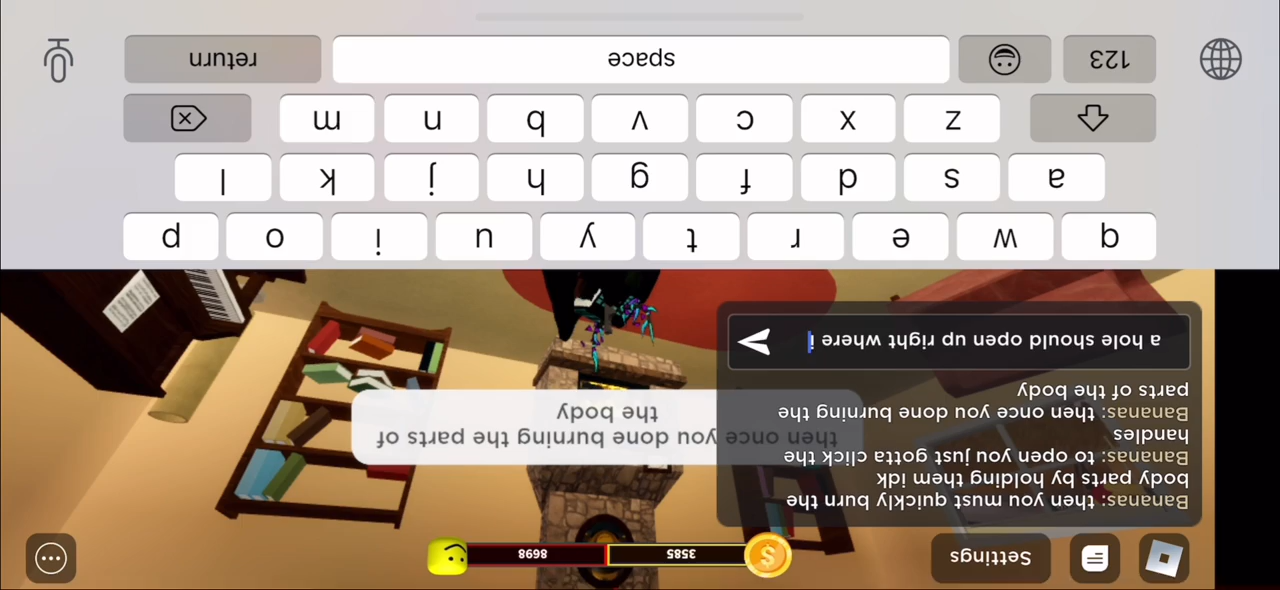 Settings
3585
8698
Bananas: then you must quickly burn the
body parts by holding them idk
Bananas: to open you just gotta click the
handles
Bananas: then once you done burning the
parts of the body
a hole should open up right where i
then once you done burning the parts of
the body
q w e r t y u i o p
a s d f g h j k l
z x c v b n m
123 space return